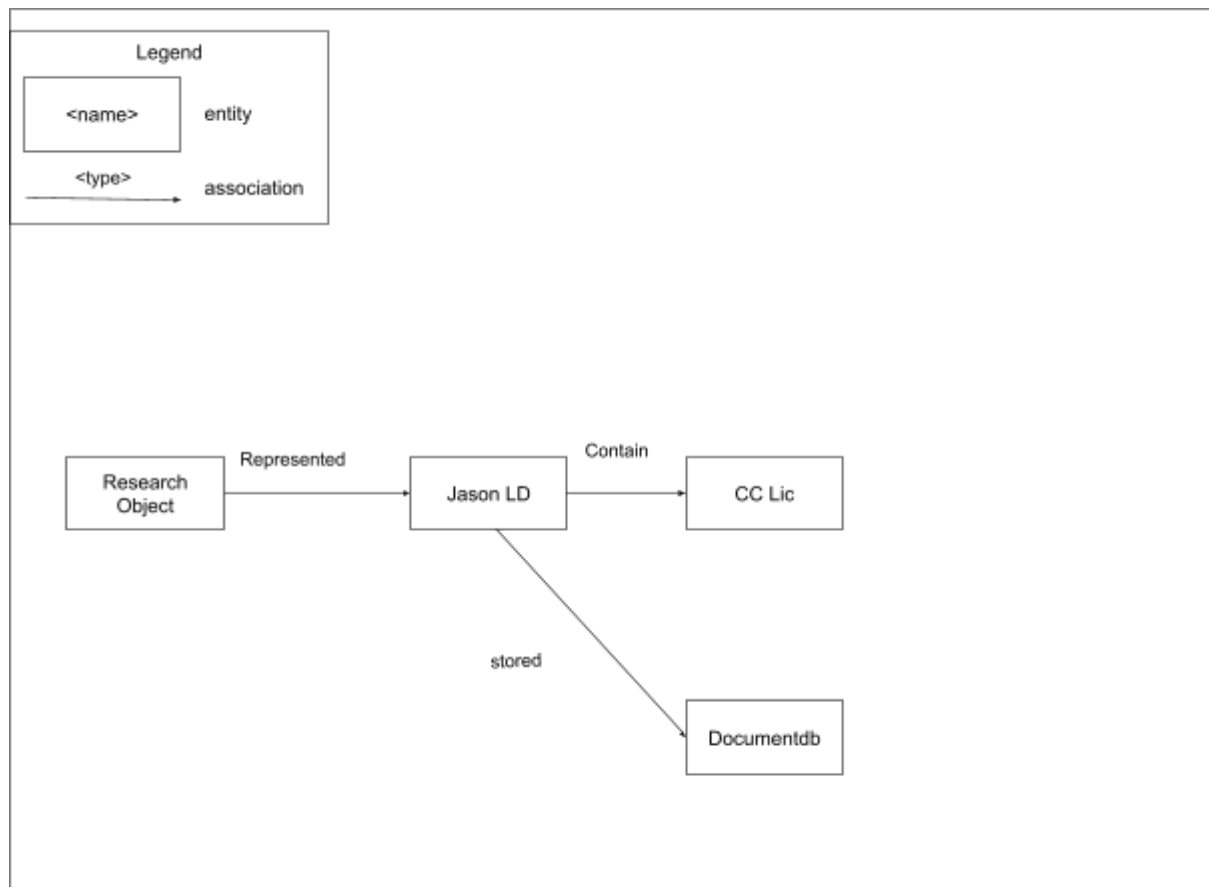 Legend
<name>
entity
<type>
association
Represented
Contain
Research
Object
Jason LD
CC Lic
stored
Documentdb